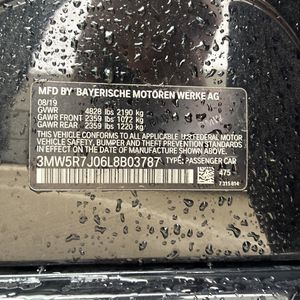 MFD BY BAYERISCHE MOTOREN WERKE AG
08/19
GVWR 4828 lbs 2190 kg
GAWR FRONT 2359 lbs 1072 kg
GAWR REAR 2359 lbs 1220 kg
THIS VEHICLE CONFORMS TO ALL APPLICABLE U.S. FEDERAL MOTOR
VEHICLE SAFETY, BUMPER, AND THEFT PREVENTION STANDARDS
IN EFFECT ON THE DATE OF MANUFACTURE SHOWN ABOVE.
3MW5R7J06L8B03787 TYPE: PASSENGER CAR
475
7 315 814